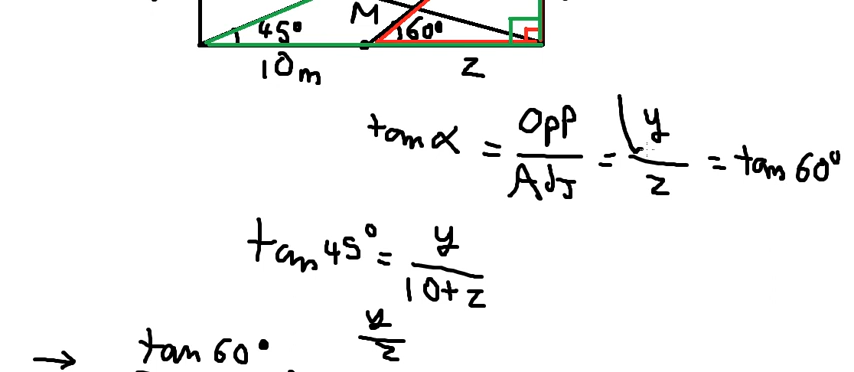 45° M 60°
10m z
tan α = Opp/Adj = y/z = tan 60°
tan 45° = y/10+z
→ tan 60° y/z